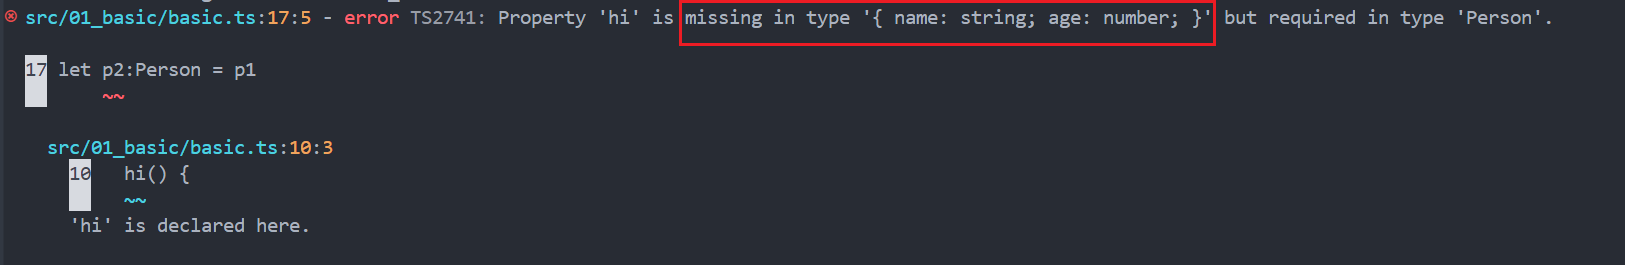 src/01_basic/basic.ts:17:5 - error TS2741: Property 'hi' is missing in type '{ name: string; age: number; }' but required in type 'Person'.
17 let p2:Person = p1
~~
src/01_basic/basic.ts:10:3
10 hi() {
~~
'hi' is declared here.